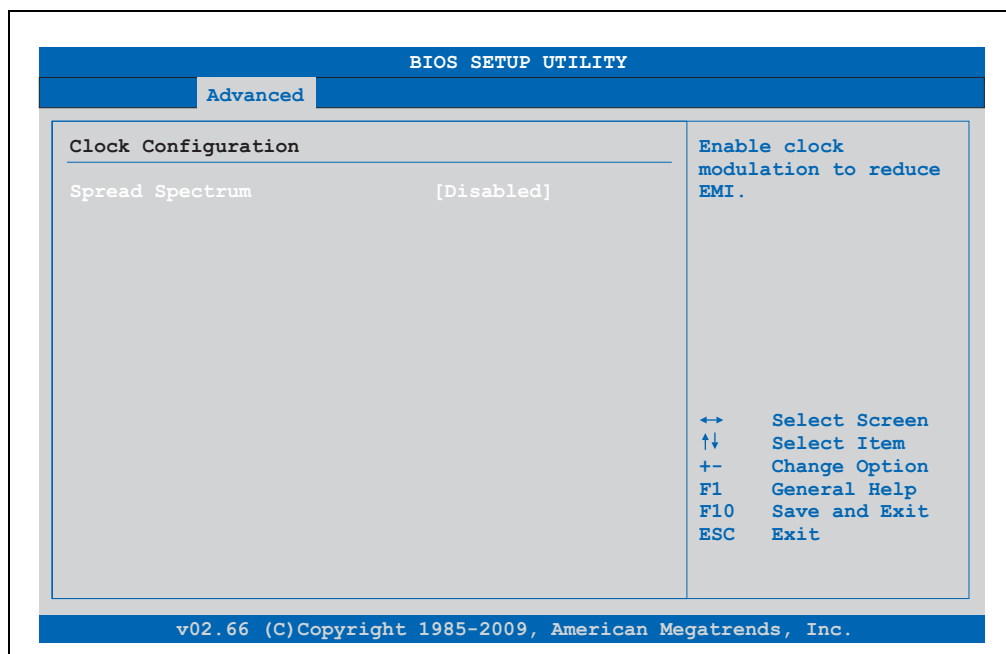 BIOS SETUP UTILITY
Advanced
Clock Configuration
Spread Spectrum [Disabled]
Enable clock
modulation to reduce
EMI.
↔ Select Screen
↑↓ Select Item
+- Change Option
F1 General Help
F10 Save and Exit
ESC Exit
v02.66 (C)Copyright 1985-2009, American Megatrends, Inc.